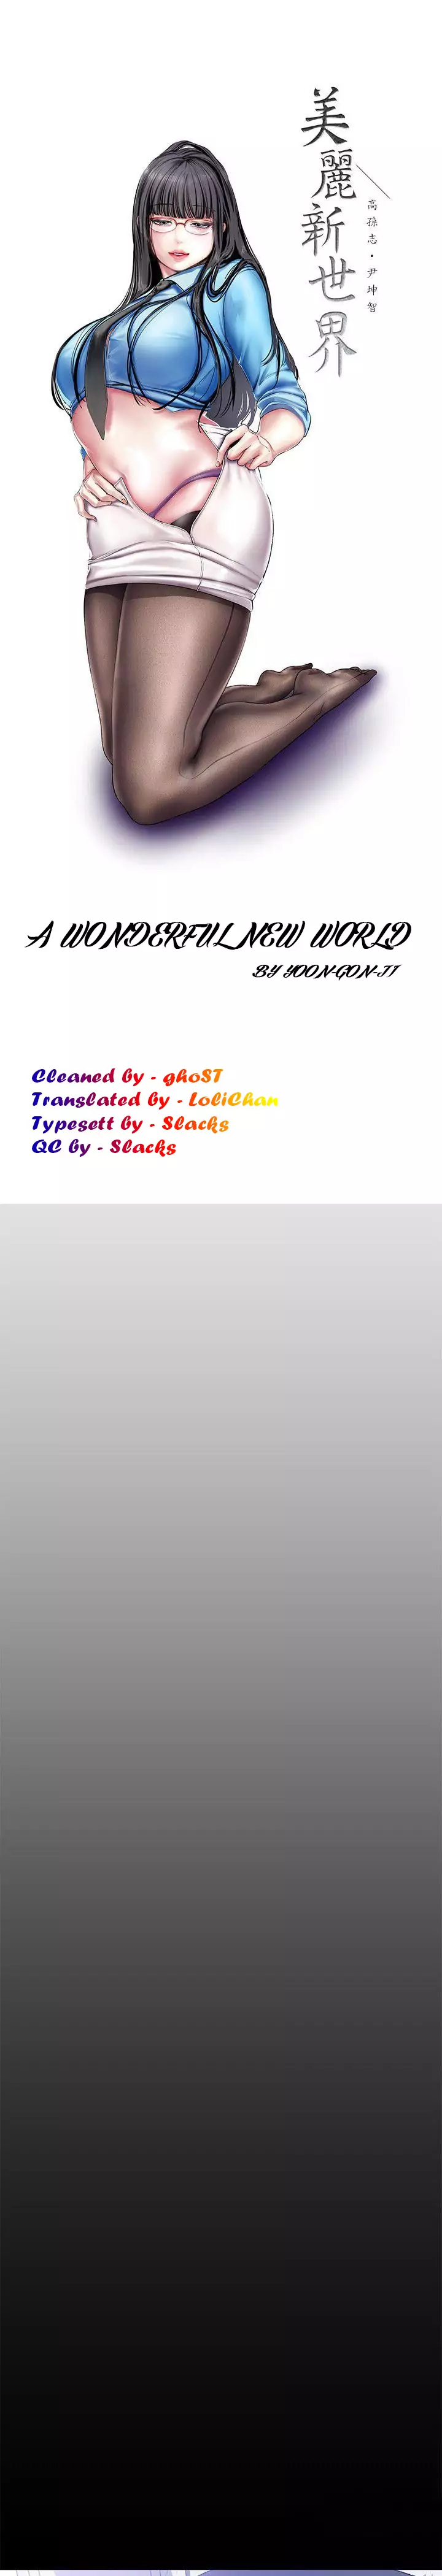 美麗新世界
高孫志·尹坤智
A WONDERFUL NEW WORLD
BY YOON-GON-JI
Cleaned by - ghoST
Translated by - LoliChan
Typesett by - Slacks
QC by - Slacks